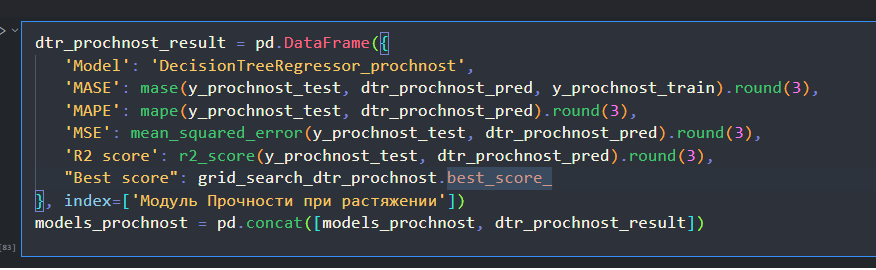 dtr_prochnost_result = pd.DataFrame({
'Model': 'DecisionTreeRegressor_prochnost',
'MASE': mase(y_prochnost_test, dtr_prochnost_pred, y_prochnost_train).round(3),
'MAPE': mape(y_prochnost_test, dtr_prochnost_pred).round(3),
'MSE': mean_squared_error(y_prochnost_test, dtr_prochnost_pred).round(3),
'R2 score': r2_score(y_prochnost_test, dtr_prochnost_pred).round(3),
"Best score": grid_search_dtr_prochnost.best_score_
}, index=['Модуль Прочности при растяжении'])
models_prochnost = pd.concat([models_prochnost, dtr_prochnost_result])
[83]